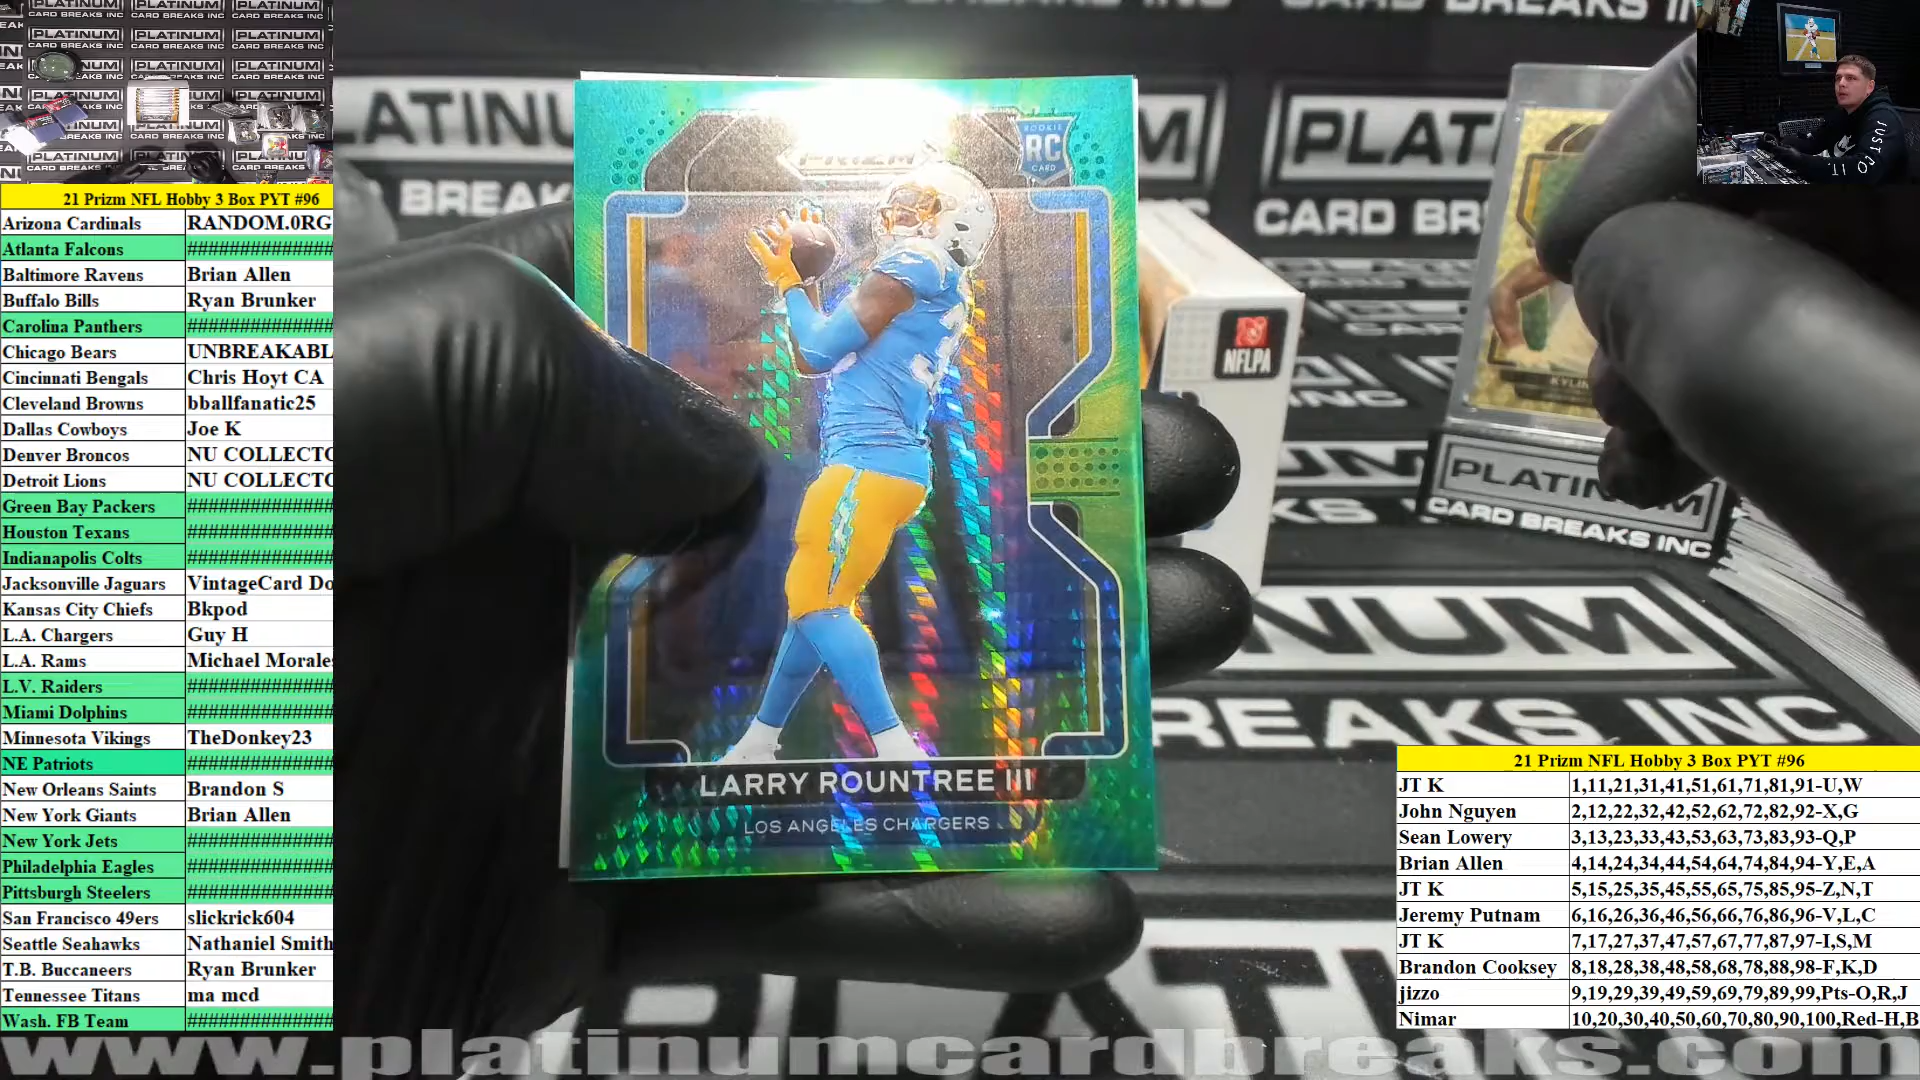 21 Prizm NFL Hobby 3 Box PYT #96
Arizona Cardinals RANDOM.0RG
Atlanta Falcons ################
Baltimore Ravens Brian Allen
Buffalo Bills Ryan Brunker
Carolina Panthers ################
Chicago Bears UNBREAKABL
Cincinnati Bengals Chris Hoyt CA
Cleveland Browns bballfanatic25
Dallas Cowboys Joe K
Denver Broncos NU COLLECTO
Detroit Lions NU COLLECTO
Green Bay Packers ################
Houston Texans ################
Indianapolis Colts ################
Jacksonville Jaguars VintageCard Do
Kansas City Chiefs Bkpod
L.A. Chargers Guy H
L.A. Rams Michael Morales
L.V. Raiders ################
Miami Dolphins ################
Minnesota Vikings TheDonkey23
NE Patriots ################
New Orleans Saints Brandon S
New York Giants Brian Allen
New York Jets ################
Philadelphia Eagles ################
Pittsburgh Steelers ################
San Francisco 49ers slickrick604
Seattle Seahawks Nathaniel Smith
T.B. Buccaneers Ryan Brunker
Tennessee Titans ma mcd
Wash. FB Team ################
PRIZM
ROOKIE
RC
CARD
LARRY ROUNTREE III
LOS ANGELES CHARGERS
NFLPA
PLATINUM
CARD BREAKS INC
21 Prizm NFL Hobby 3 Box PYT #96
JT K 1,11,21,31,41,51,61,71,81,91-U,W
John Nguyen 2,12,22,32,42,52,62,72,82,92-X,G
Sean Lowery 3,13,23,33,43,53,63,73,83,93-Q,P
Brian Allen 4,14,24,34,44,54,64,74,84,94-Y,E,A
JT K 5,15,25,35,45,55,65,75,85,95-Z,N,T
Jeremy Putnam 6,16,26,36,46,56,66,76,86,96-V,L,C
JT K 7,17,27,37,47,57,67,77,87,97-I,S,M
Brandon Cooksey 8,18,28,38,48,58,68,78,88,98-F,K,D
jizzo 9,19,29,39,49,59,69,79,89,99,Pts-O,R,J
Nimar 10,20,30,40,50,60,70,80,90,100,Red-H,B
www.platinumcardbreaks.com